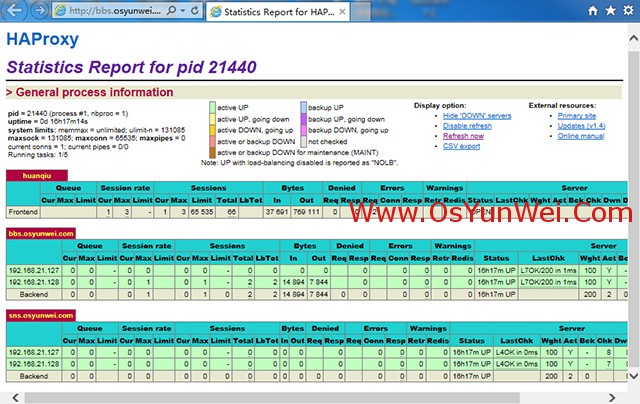 http://bbs.osyunwei....
Statistics Report for HAP...
HAProxy
Statistics Report for pid 21440
> General process information
pid = 21440 (process #1, nbproc = 1)
uptime = 0d 16h17m14s
system limits: memmax = unlimited; ulimit-n = 131085
maxsock = 131085; maxconn = 65535; maxpipes = 0
current conns = 1; current pipes = 0/0
Running tasks: 1/5
active UP backup UP
active UP, going down backup UP, going down
active DOWN, going up backup DOWN, going up
active or backup DOWN not checked
active or backup DOWN for maintenance (MAINT)
Note: UP with load-balancing disabled is reported as "NOLB".
Display option:
Hide 'DOWN' servers
Disable refresh
Refresh now
CSV export
External resources:
Primary site
Updates (v1.4)
Online manual
huanqiu
Queue Session rate Sessions Bytes Denied Errors Warnings Server
Cur Max Limit Cur Max Limit Cur Max Limit Total LbTot In Out Req Resp Req Conn Resp Retr Redis Status LastChk Wght Act Bck Chk Dwn
Frontend 1 3 - 1 3 65 535 66 37 691 769 111 0 0 2 OPEN
www.OsYunWei.Com
bbs.osyunwei.com
Queue Session rate Sessions Bytes Denied Errors Warnings Server
Cur Max Limit Cur Max Limit Cur Max Limit Total LbTot In Out Req Resp Req Conn Resp Retr Redis Status LastChk Wght Act
192.168.21.127 0 0 - 0 0 0 0 - 0 0 0 0 0 0 0 0 0 16h17m UP L7OK/200 in 1ms 100 Y
192.168.21.128 0 0 - 0 1 0 1 - 2 2 14 894 7 844 0 0 0 0 0 16h17m UP L7OK/200 in 1ms 100 Y
Backend 0 0 0 1 0 1 0 2 2 14 894 7 844 0 0 0 0 0 0 16h17m UP 200 2
sns.osyunwei.com
Queue Session rate Sessions Bytes Denied Errors Warnings Server
Cur Max Limit Cur Max Limit Cur Max Limit Total LbTot In Out Req Resp Req Conn Resp Retr Redis Status LastChk Wght Act Bck Chk
192.168.21.127 0 0 - 0 0 0 0 - 0 0 0 0 0 0 0 0 0 16h17m UP L4OK in 0ms 100 Y - 8
192.168.21.128 0 0 - 0 0 0 0 - 0 0 0 0 0 0 0 0 0 16h17m UP L4OK in 0ms 100 Y - 7
Backend 0 0 0 0 0 0 0 0 0 0 0 0 0 0 0 0 0 16h17m UP 200 2 0